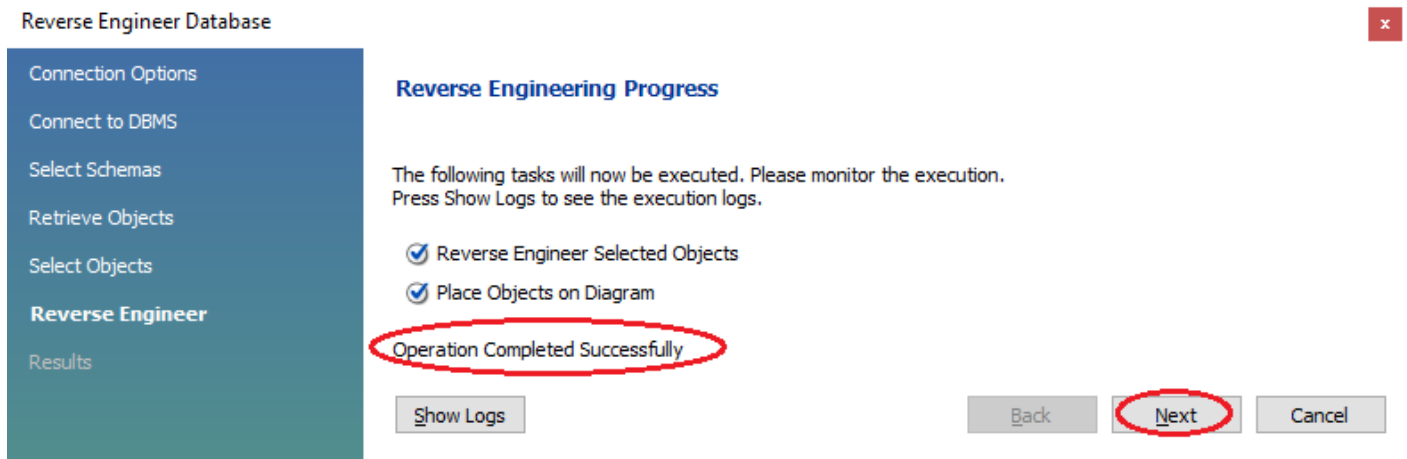 Reverse Engineer Database
x
Connection Options
Connect to DBMS
Select Schemas
Retrieve Objects
Select Objects
Reverse Engineer
Results
Reverse Engineering Progress
The following tasks will now be executed. Please monitor the execution.
Press Show Logs to see the execution logs.
Reverse Engineer Selected Objects
Place Objects on Diagram
Operation Completed Successfully
Show Logs
Back
Next
Cancel